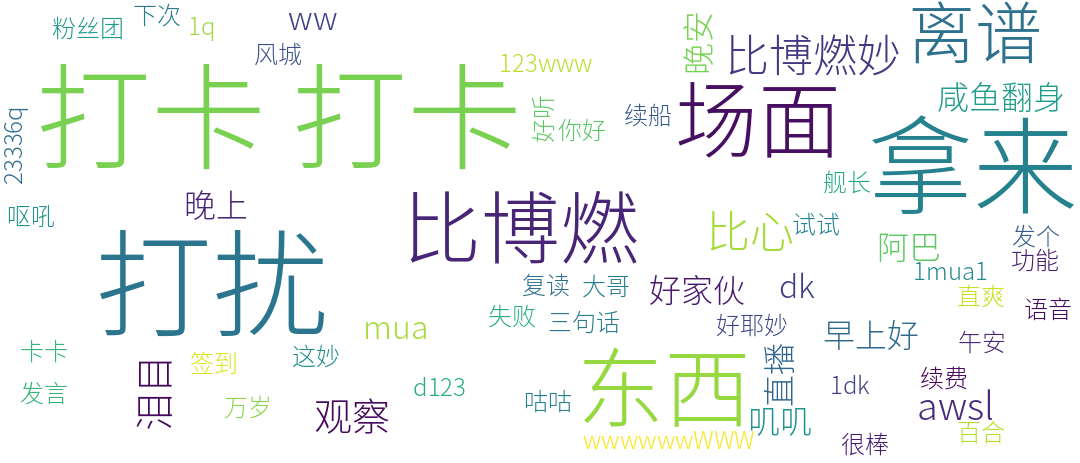 粉丝团
下次
1q
ww
离谱
风城
比博燃妙
晚安
123www
打卡 打卡
场面
咸鱼翻身
23336q
好听
你好
续船
拿来
舰长
呕吼
晚上
比博燃
比心
试试
发个
阿巴
功能
打扰
1mua1
复读
大哥
好家伙
dk
直爽
语音
mua
失败
三句话
好耶妙
早上好
午安
卡卡
签到
这妙
泪目
东西
直播
发言
万岁
观察
d123
咕咕
1dk
续费
awsl
叽叽
百合
wwwwwwWWW
很棒